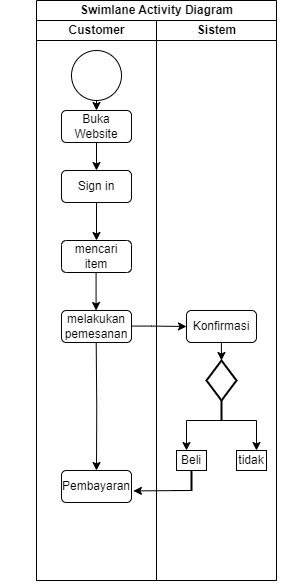 Swimlane Activity Diagram
Customer
Sistem
Buka
Website
Sign in
mencari
item
melakukan
pemesanan
Konfirmasi
Beli
tidak
Pembayaran